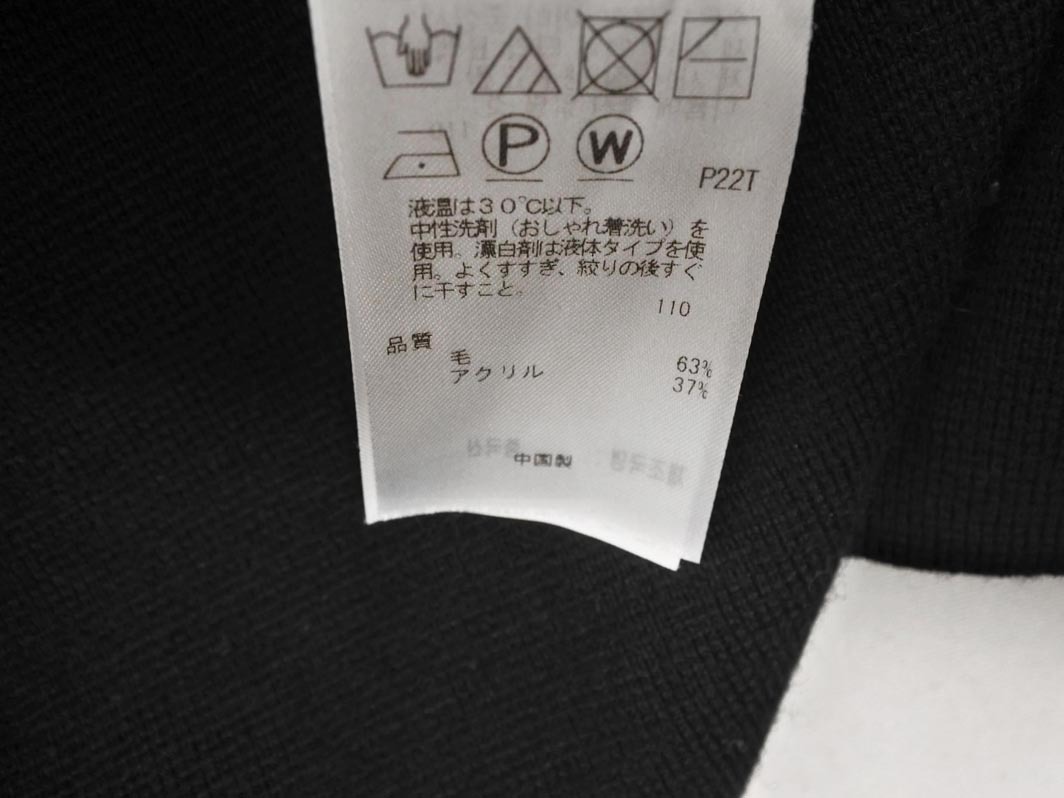 P
W
P22T
液温は30℃以下。
中性洗剤（おしゃれ着洗い）を
使用。漂白剤は液体タイプを使
用。よくすすぎ、絞りの後すぐ
に干すこと。
110
品質
毛 63%
アクリル 37%
中国製